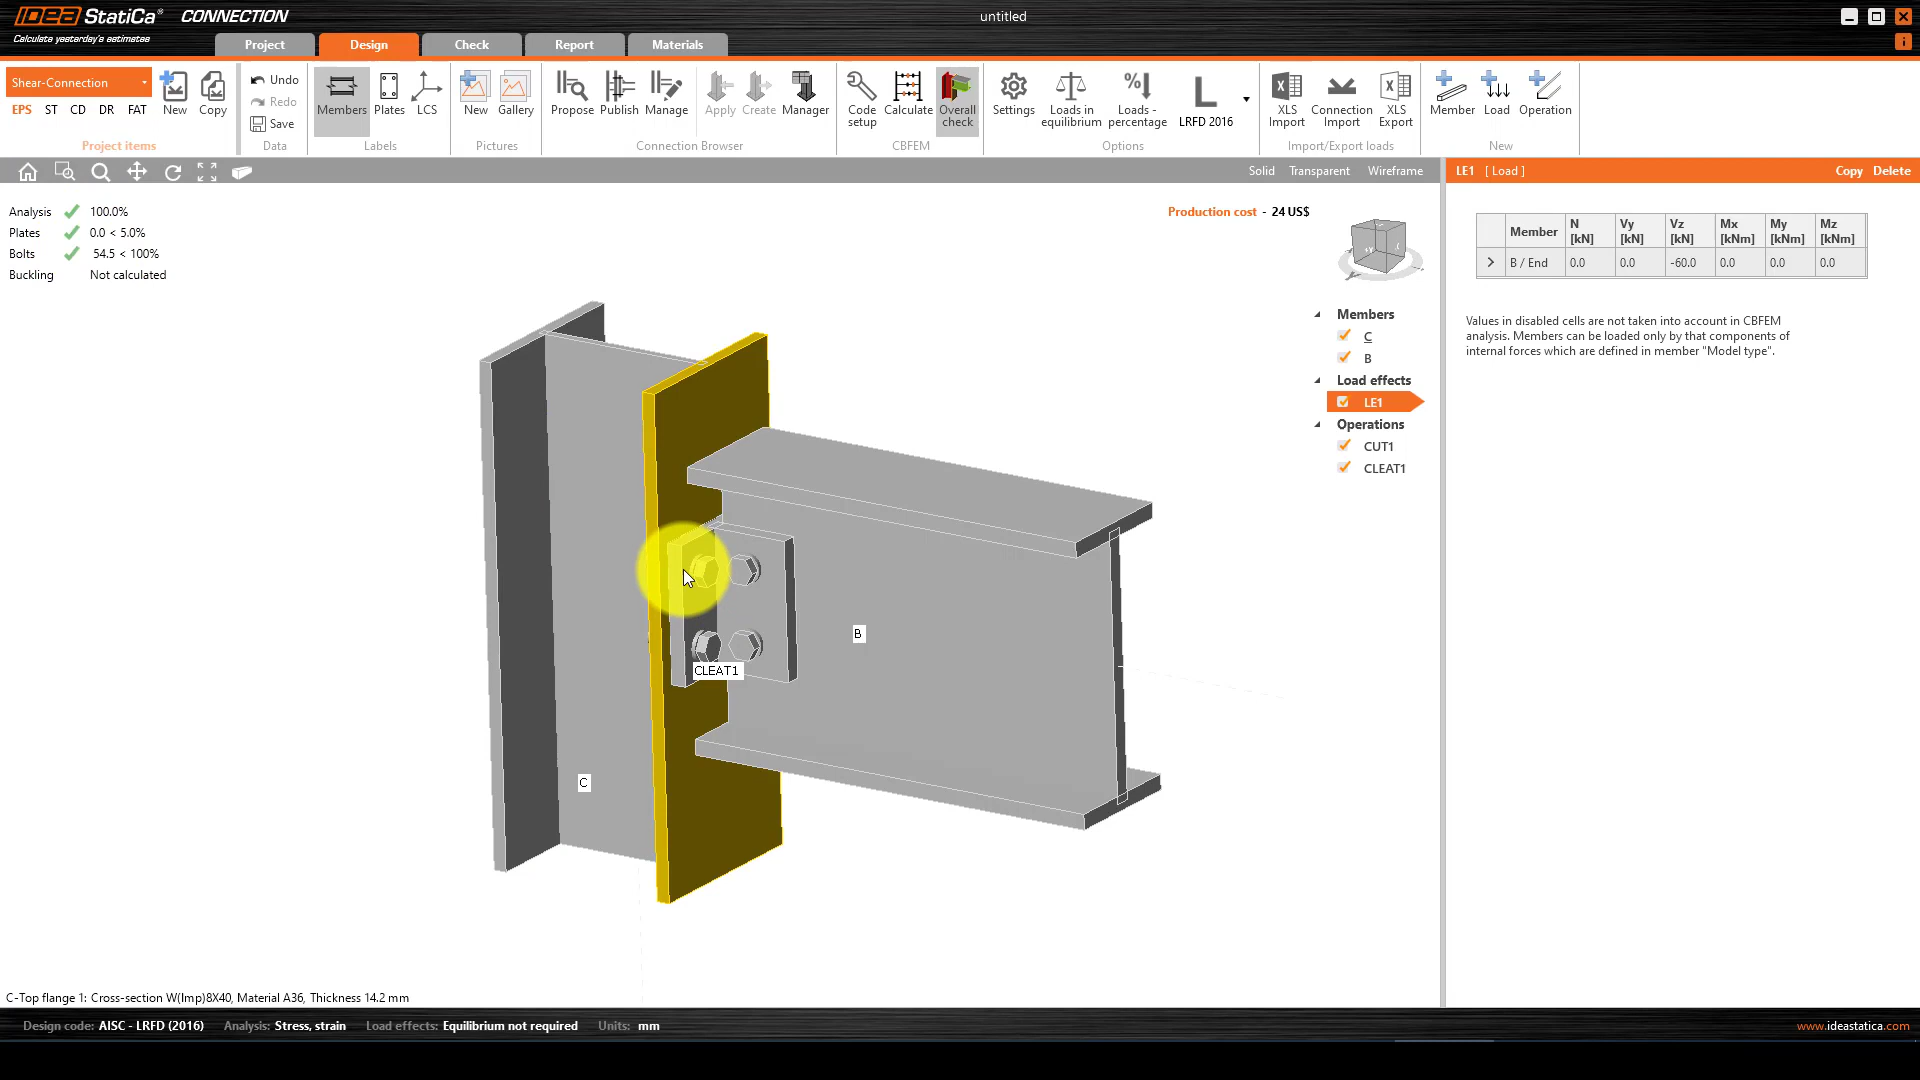 IDEA StatiCa® CONNECTION
Calculate yesterday's estimates
untitled
Project Design Check Report Materials
Shear-Connection
EPS ST CD DR FAT
New Copy
Project items
Undo
Redo
Save
Data
Members Plates LCS
Labels
New Gallery
Pictures
Propose Publish Manage Apply Create Manager
Connection Browser
Code setup Calculate Overall check
CBFEM
Settings Loads in equilibrium Loads - percentage LRFD 2016
Options
XLS Import Connection Import XLS Export
Import/Export loads
Member Load Operation
New
Solid Transparent Wireframe
LE1 [ Load ] Copy Delete
Analysis 100.0%
Plates 0.0 < 5.0%
Bolts 54.5 < 100%
Buckling Not calculated
Production cost - 24 US$
Members
C
B
Load effects
LE1
Operations
CUT1
CLEAT1
Member N [kN] Vy [kN] Vz [kN] Mx [kNm] My [kNm] Mz [kNm]
B / End 0.0 0.0 -60.0 0.0 0.0 0.0
Values in disabled cells are not taken into account in CBFEM
analysis. Members can be loaded only by that components of
internal forces which are defined in member "Model type".
B
CLEAT1
C
C-Top flange 1: Cross-section W(Imp)8X40, Material A36, Thickness 14.2 mm
Design code: AISC - LRFD (2016) Analysis: Stress, strain Load effects: Equilibrium not required Units: mm
www.ideastatica.com